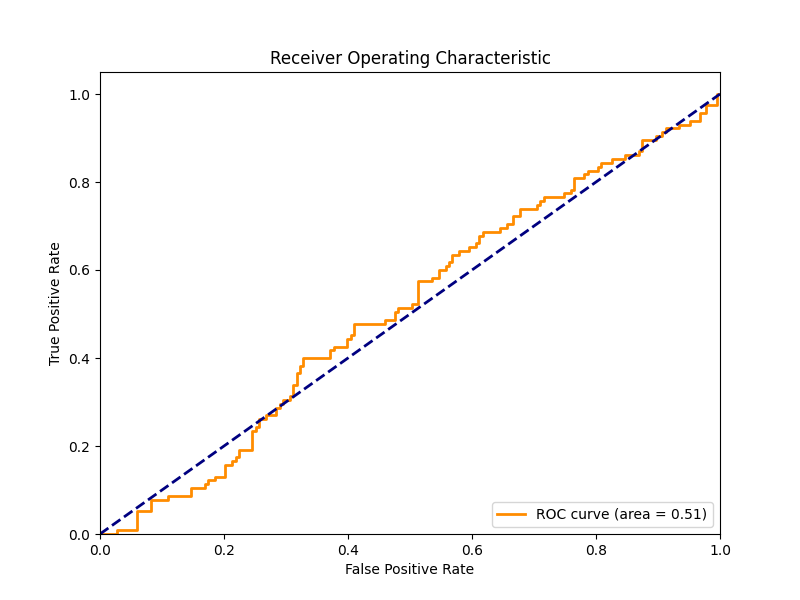 Receiver Operating Characteristic
True Positive Rate
1.0
0.8
0.6
0.4
0.2
0.0
ROC curve (area = 0.51)
0.0 0.2 0.4 0.6 0.8 1.0
False Positive Rate